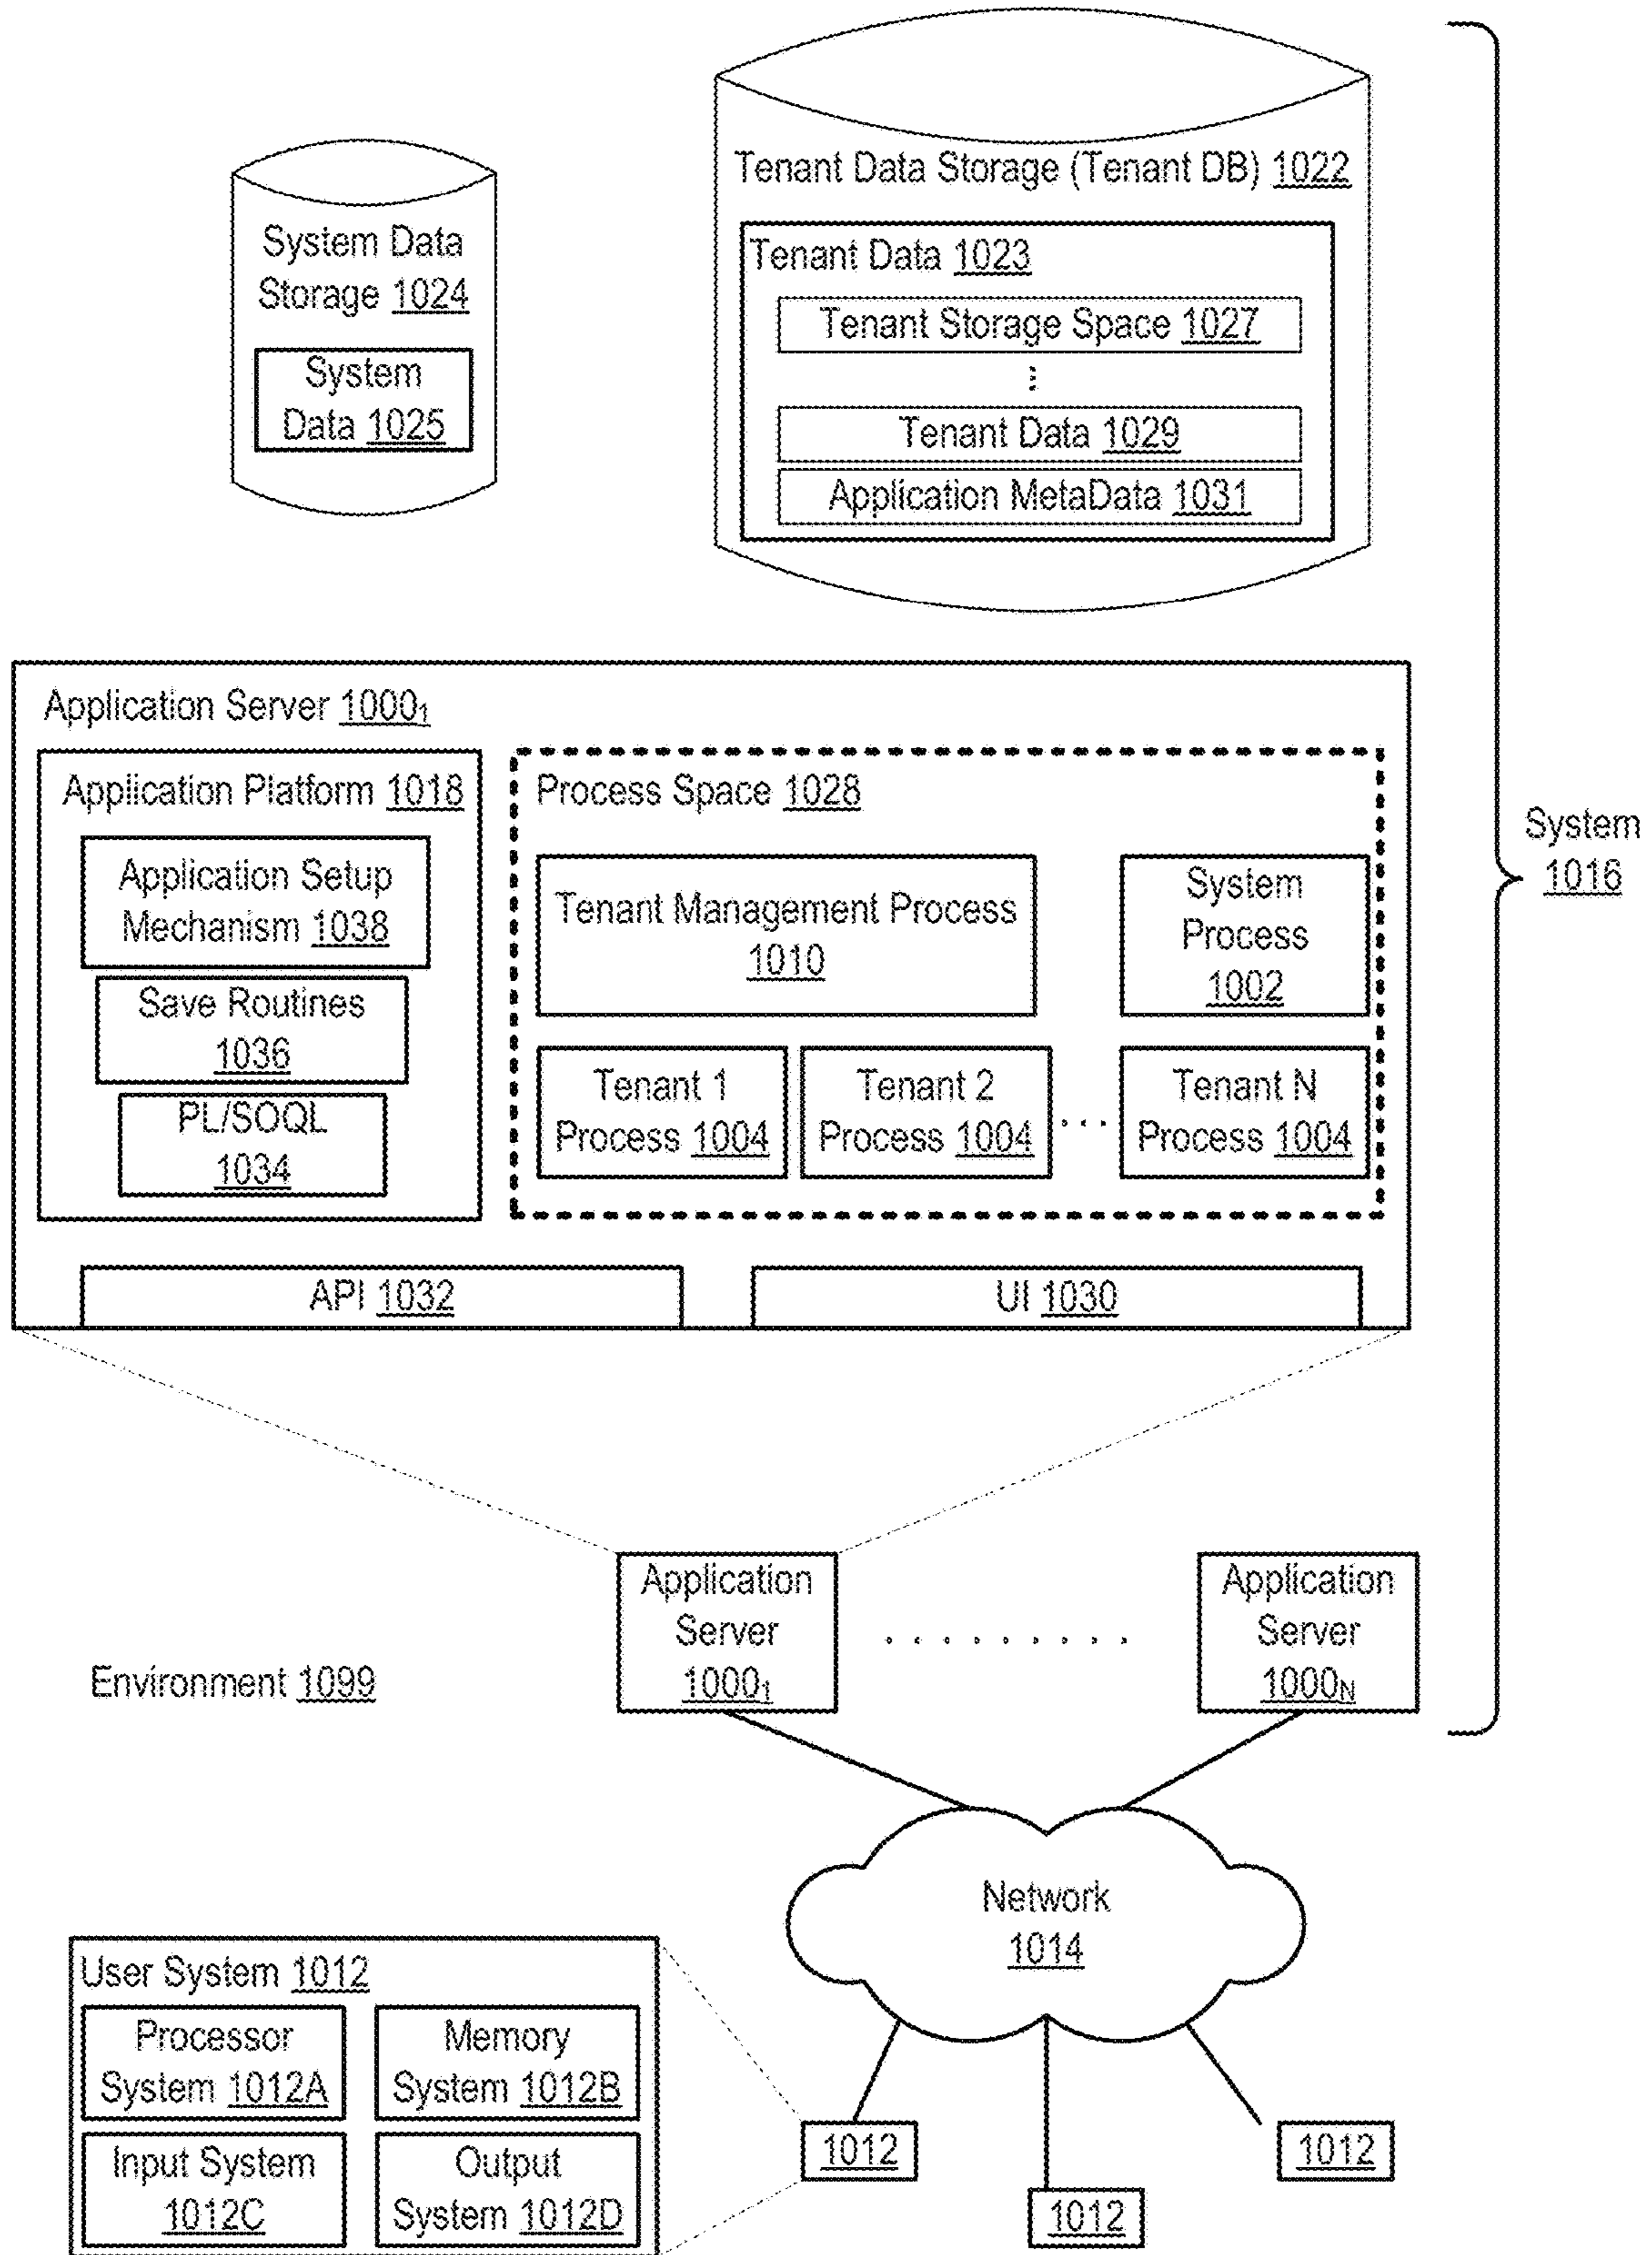 Tenant Data Storage (Tenant DB) 1022
System Data
Storage 1024
System
Data 1025
Tenant Data 1023
Tenant Storage Space 1027
Tenant Data 1029
Application MetaData 1031
System
1016
Application Server 1000₁
Application Platform 1018
Application Setup
Mechanism 1038
Save Routines
1036
PL/SOQL
1034
Process Space 1028
Tenant Management Process
1010
System
Process
1002
Tenant 1
Process 1004
Tenant 2
Process 1004
Tenant N
Process 1004
API 1032
UI 1030
Application
Server
1000₁
Application
Server
1000N
Environment 1099
Network
1014
User System 1012
Processor
System 1012A
Memory
System 1012B
Input System
1012C
Output
System 1012D
1012
1012
1012